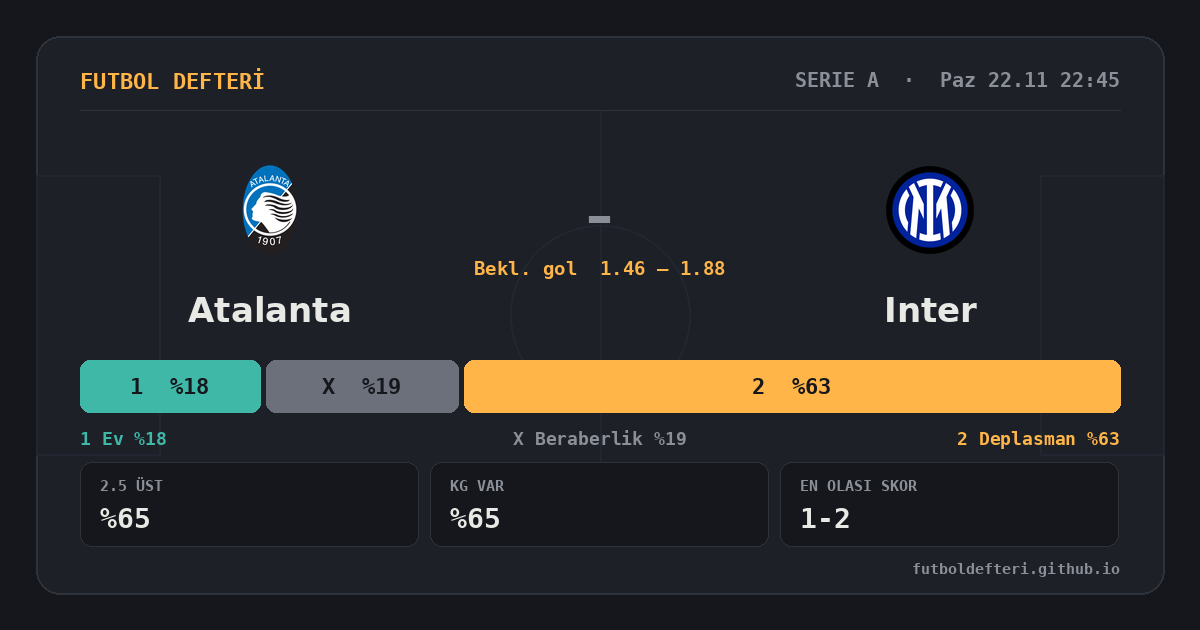 FUTBOL DEFTERİ
SERIE A · Paz 22.11 22:45
ATALANTA
1907
–
Bekl. gol 1.46 – 1.88
Atalanta
Inter
1 %18
X %19
2 %63
1 Ev %18
X Beraberlik %19
2 Deplasman %63
2.5 ÜST
KG VAR
EN OLASI SKOR
%65
%65
1-2
futboldefteri.github.io